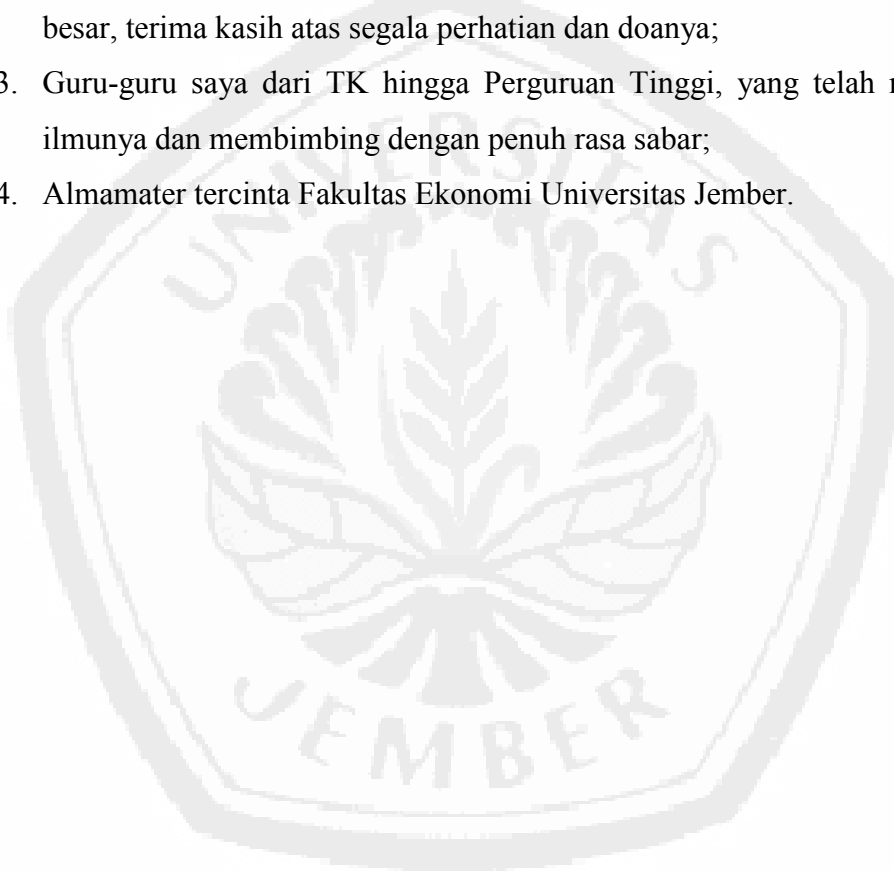 besar, terima kasih atas segala perhatian dan doanya;
3. Guru-guru saya dari TK hingga Perguruan Tinggi, yang telah
ilmunya dan membimbing dengan penuh rasa sabar;
4. Almamater tercinta Fakultas Ekonomi Universitas Jember.
UNIVERSITAS
JEMBER